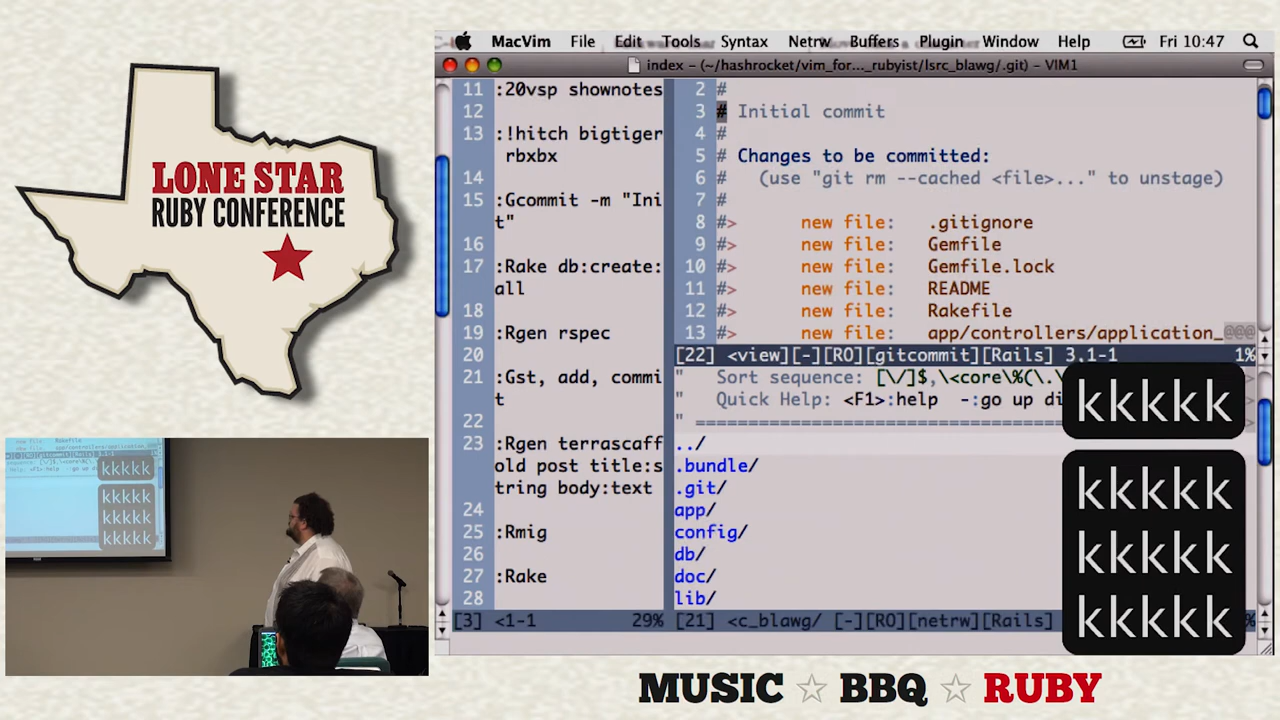 LONE STAR
RUBY CONFERENCE
MacVim File Edit Tools Syntax Netrw Buffers Plugin Window Help Fri 10:47
index - (~/hashrocket/vim_for..._rubyist/lsrc_blawg/.git) - VIM1
11 :20vsp shownotes
12
13 :!hitch bigtiger
rbxbx
14
15 :Gcommit -m "Ini
t"
16
17 :Rake db:create:
all
18
19 :Rgen rspec
20
21 :Gst, add, commi
t
22
23 :Rgen terrascaff
old post title:s
tring body:text
24
25 :Rmig
26
27 :Rake
28
[3] <1-1 29%
2 #
3 # Initial commit
4 #
5 # Changes to be committed:
6 # (use "git rm --cached <file>..." to unstage)
7 #
8 #> new file: .gitignore
9 #> new file: Gemfile
10 #> new file: Gemfile.lock
11 #> new file: README
12 #> new file: Rakefile
13 #> new file: app/controllers/application_@@@
[22] <view][-][RO][gitcommit][Rails] 3,1-1 1%
" Sort sequence: [\/]$,\<core\%(\.\
" Quick Help: <F1>:help -:go up di
" ===================================
../
.bundle/
.git/
app/
config/
db/
doc/
lib/
[21] <c_blawg/ [-][RO][netrw][Rails] %
kkkkk
kkkkk
kkkkk
kkkkk
kkkkk
kkkkk
kkkkk
kkkkk
MUSIC ☆ BBQ ☆ RUBY